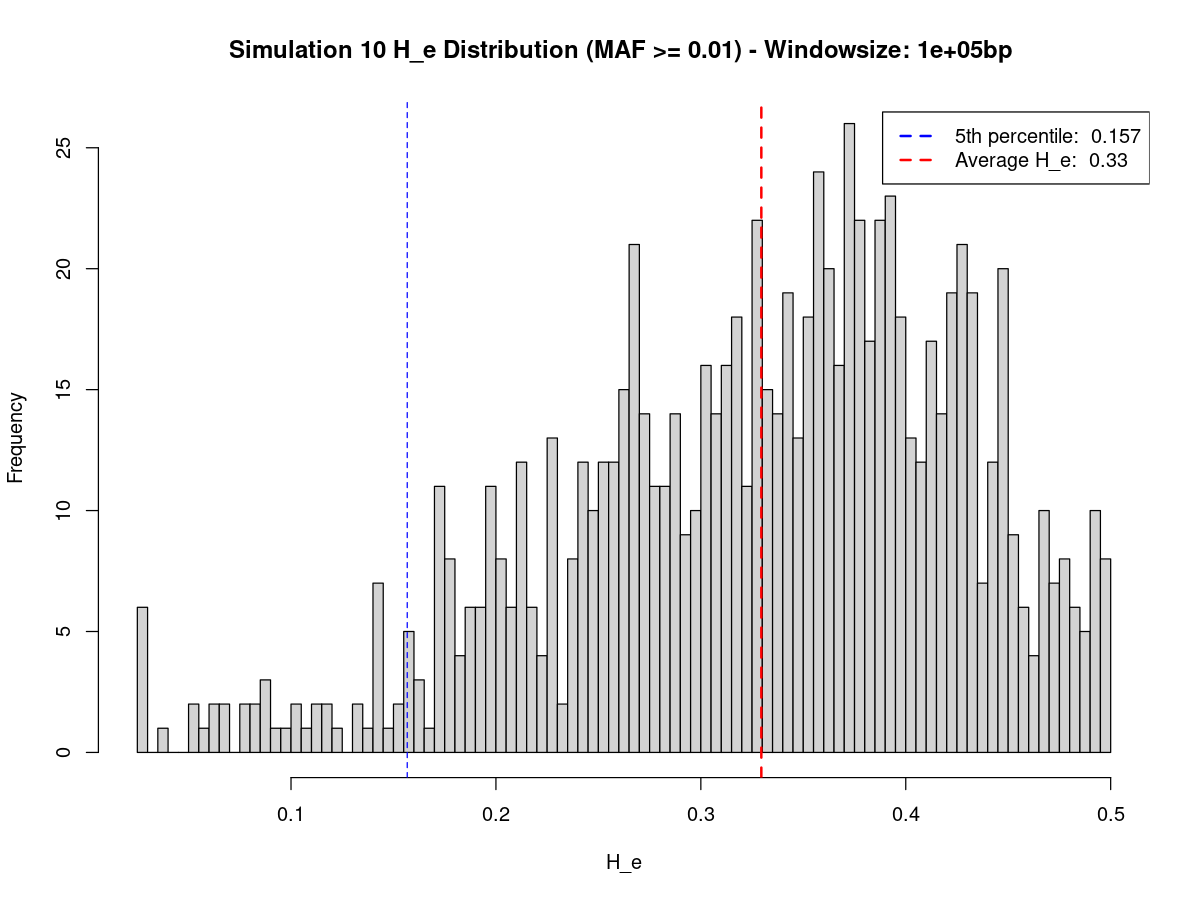 Simulation 10 H_e Distribution (MAF >= 0.01) - Windowsize: 1e+05bp
5th percentile: 0.157
Average H_e: 0.33
Frequency
25
20
15
10
5
0
0.1 0.2 0.3 0.4 0.5
H_e